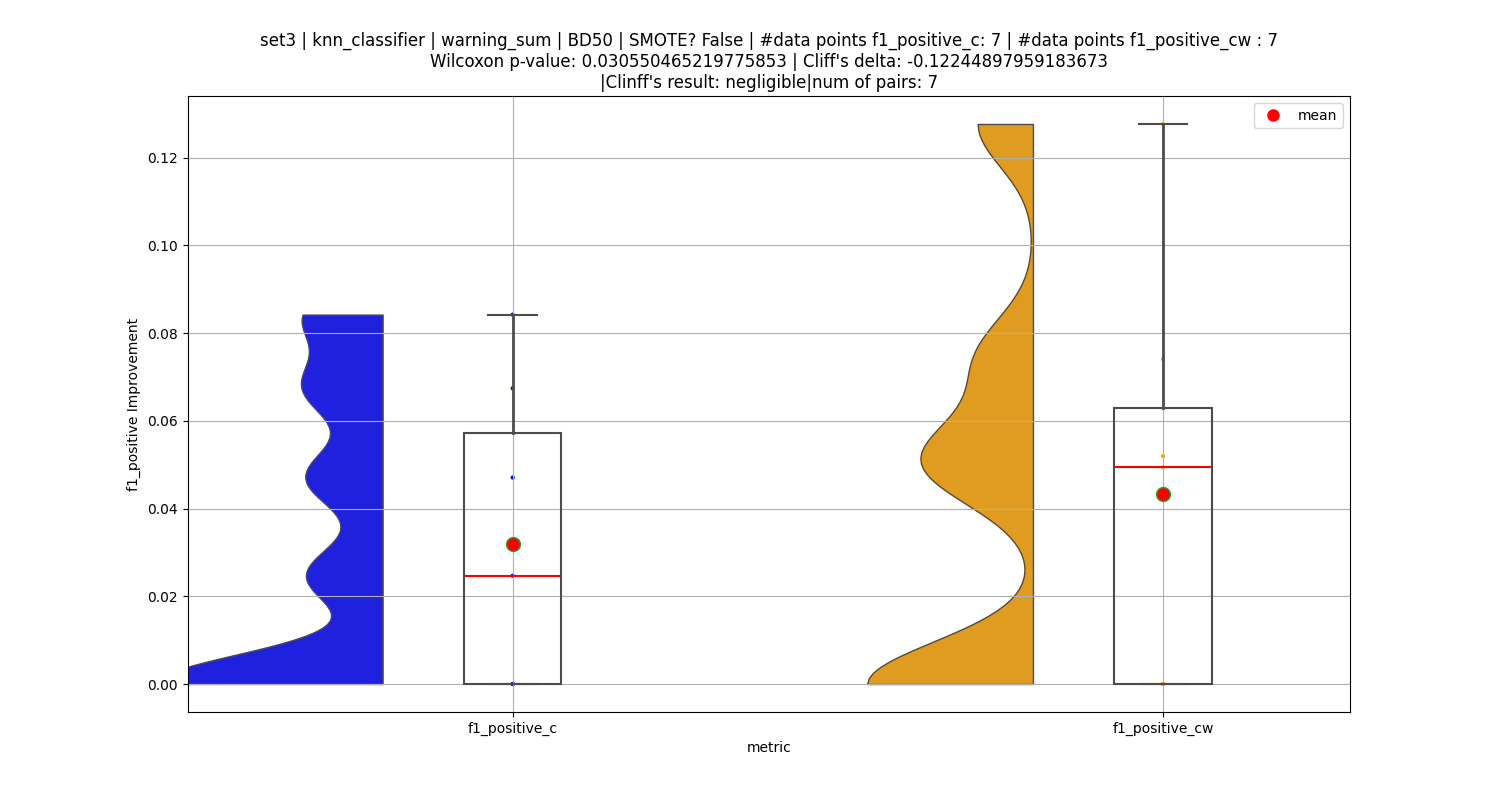 set3 | knn_classifier | warning_sum | BD50 | SMOTE? False | #data points f1_positive_c: 7 | #data points f1_positive_cw : 7
Wilcoxon p-value: 0.030550465219775853 | Cliff's delta: -0.12244897959183673
|Clinff's result: negligible|num of pairs: 7
mean
0.12
0.10
0.08
0.06
0.04
0.02
0.00
f1_positive Improvement
f1_positive_c
f1_positive_cw
metric